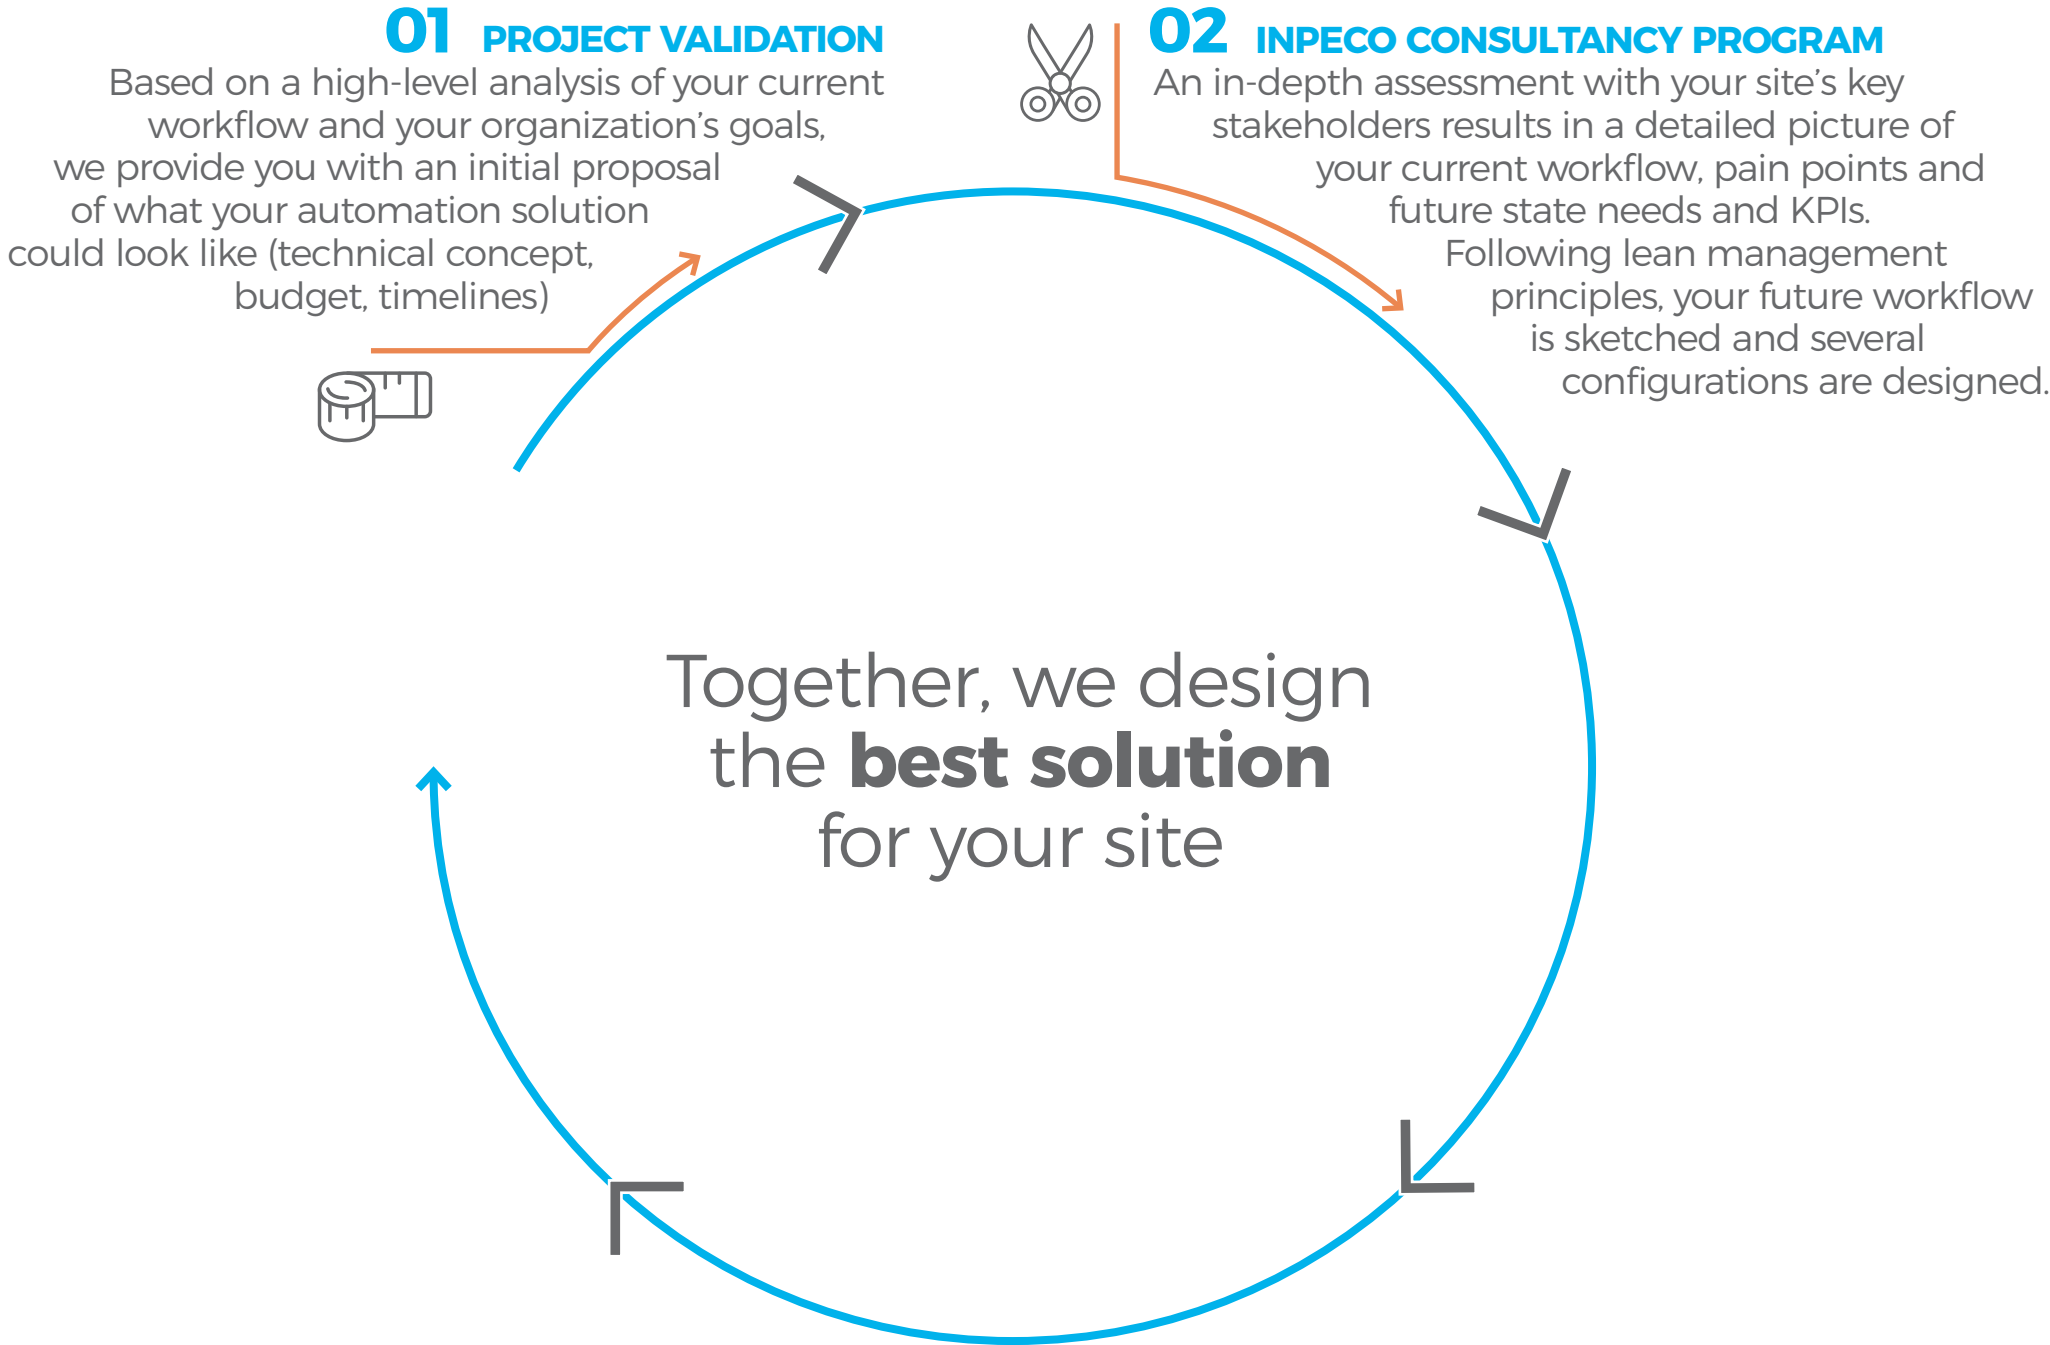 01 PROJECT VALIDATION
Based on a high-level analysis of your current
workflow and your organization's goals,
we provide you with an initial proposal
of what your automation solution
could look like (technical concept,
budget, timelines)
02 INPECO CONSULTANCY PROGRAM
An in-depth assessment with your site's key
stakeholders results in a detailed picture of
your current workflow, pain points and
future state needs and KPIs.
Following lean management
principles, your future workflow
is sketched and several
configurations are designed.
Together, we design
the best solution
for your site